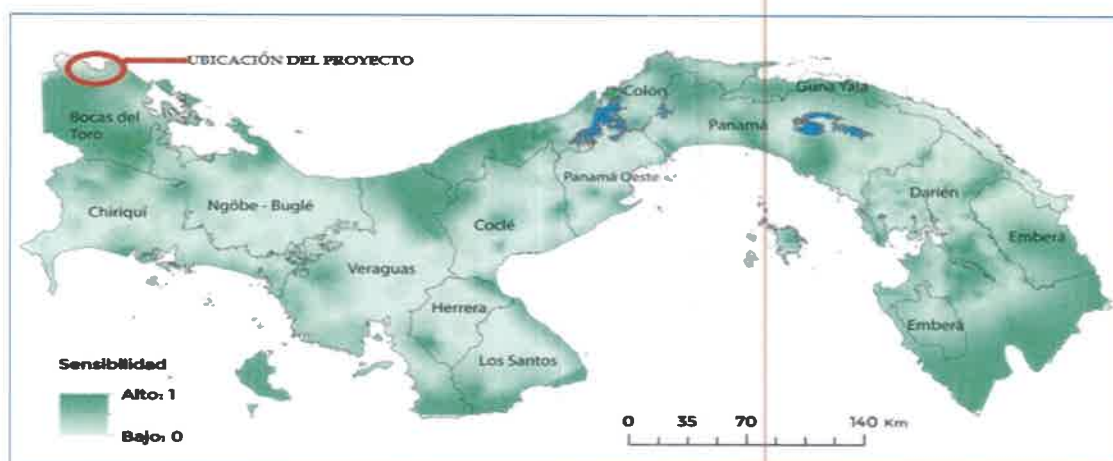 UBICACIÓN DEL PROYECTO
Bocas del
Toro
Chiriquí
Ngöbe - Buglé
Veraguas
Coclé
Herrera
Los Santos
Colón
Panamá Oeste
Panamá
Guna Yala
Darién
Emberá
Emberá
Sensibilidad
Alto: 1
Bajo: 0
0 35 70 140 Km